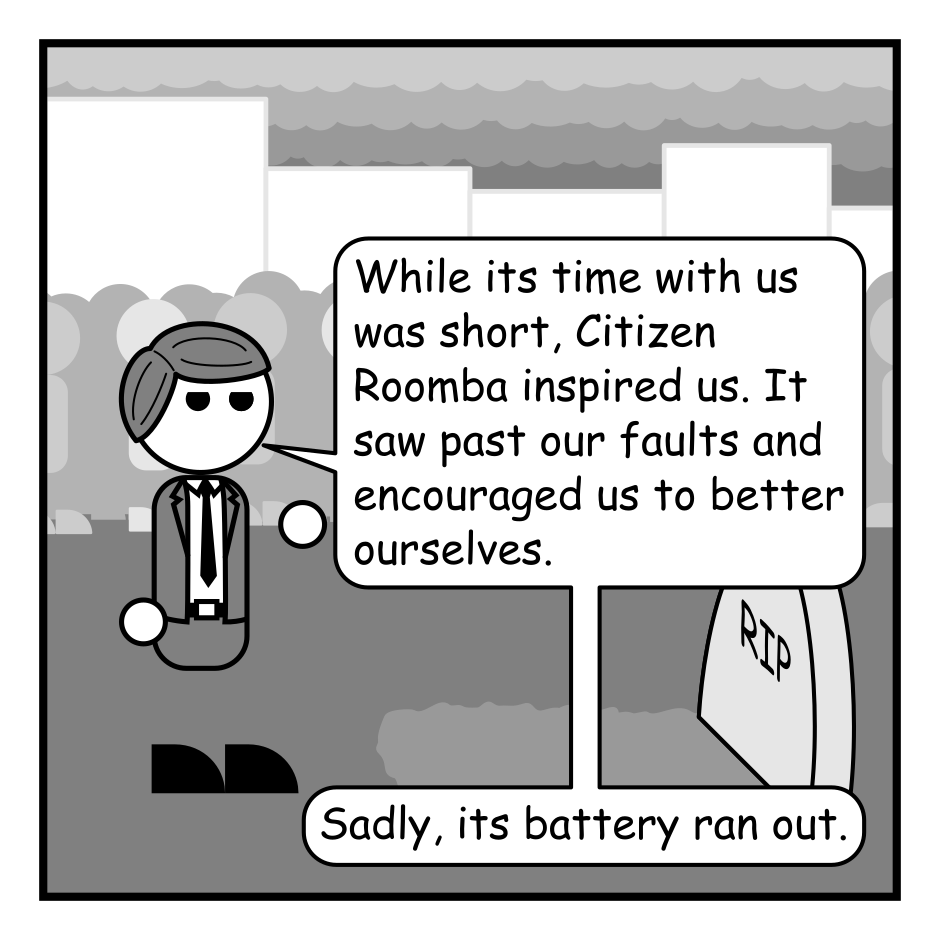 While its time with us
was short, Citizen
Roomba inspired us. It
saw past our faults and
encouraged us to better
ourselves.
RIP
Sadly, its battery ran out.